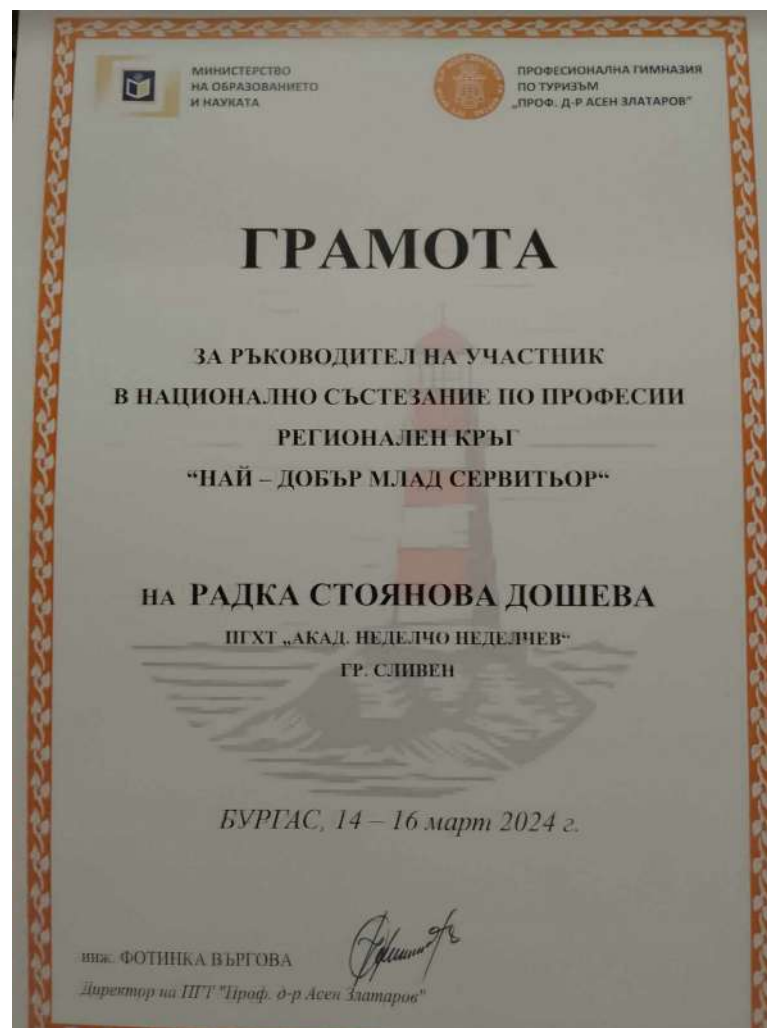 МИНИСТЕРСТВО
НА ОБРАЗОВАНИЕТО
И НАУКАТА
ПРОФЕСИОНАЛНА ГИМНАЗИЯ
ПО ТУРИЗЪМ
„ПРОФ. Д-Р АСЕН ЗЛАТАРОВ"
ГРАМОТА
ЗА РЪКОВОДИТЕЛ НА УЧАСТНИК
В НАЦИОНАЛНО СЪСТЕЗАНИЕ ПО ПРОФЕСИИ
РЕГИОНАЛЕН КРЪГ
“НАЙ – ДОБЪР МЛАД СЕРВИТЬОР“
НА РАДКА СТОЯНОВА ДОШЕВА
ПГХТ „АКАД. НЕДЕЛЧО НЕДЕЛЧЕВ“
ГР. СЛИВЕН
БУРГАС, 14 – 16 март 2024 г.
инж. ФОТИНКА ВЪРГОВА
Директор на ПГТ "Проф. д-р Асен Златаров"